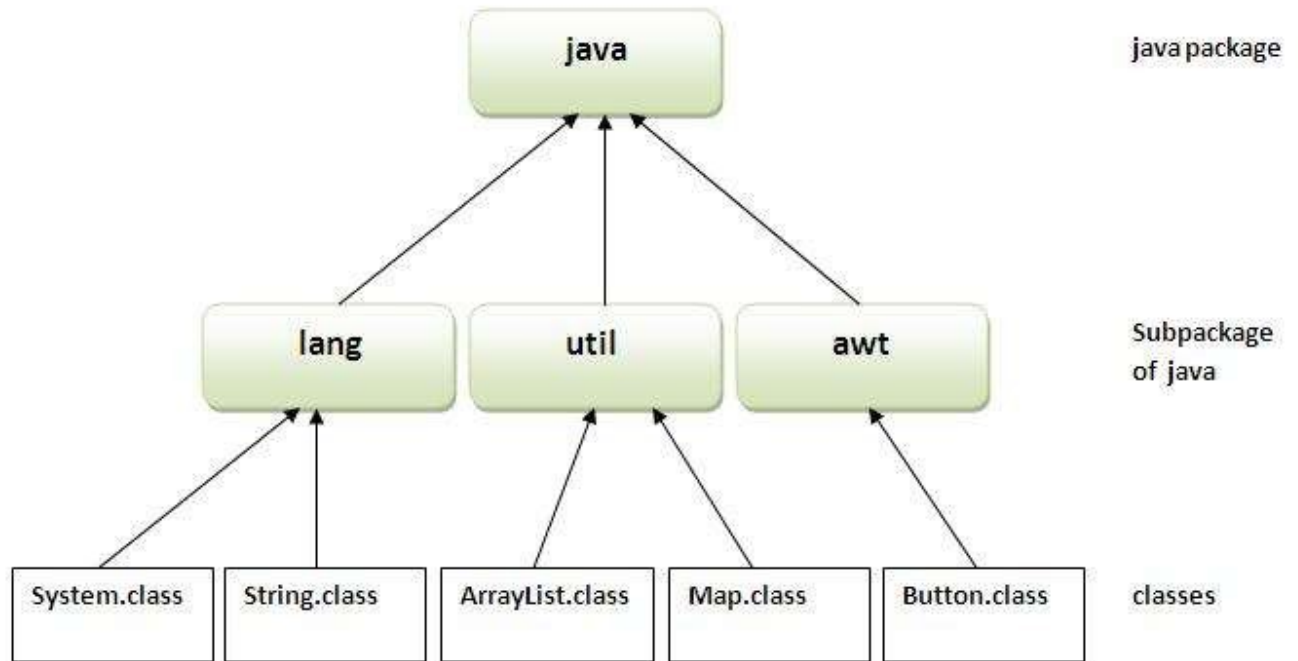 java
java package
lang
util
awt
Subpackage
of java
System.class
String.class
ArrayList.class
Map.class
Button.class
classes